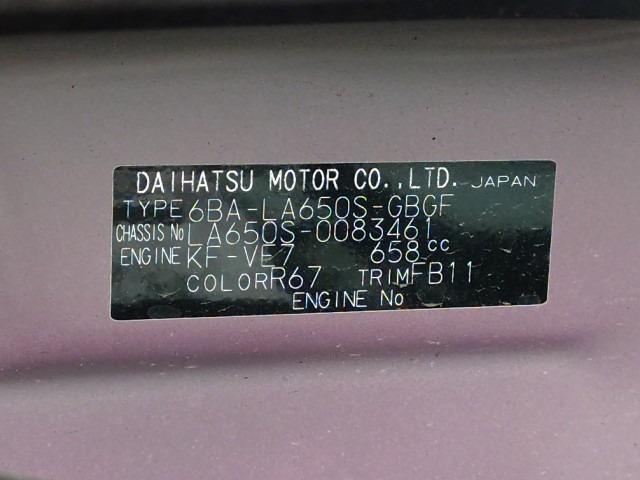 DAIHATSU MOTOR CO.,LTD. JAPAN
TYPE 6BA-LA650S-GBGF
CHASSIS No LA650S-0083461
ENGINE KF-VE7 658cc
COLOR R67 TRIM FB11
ENGINE No